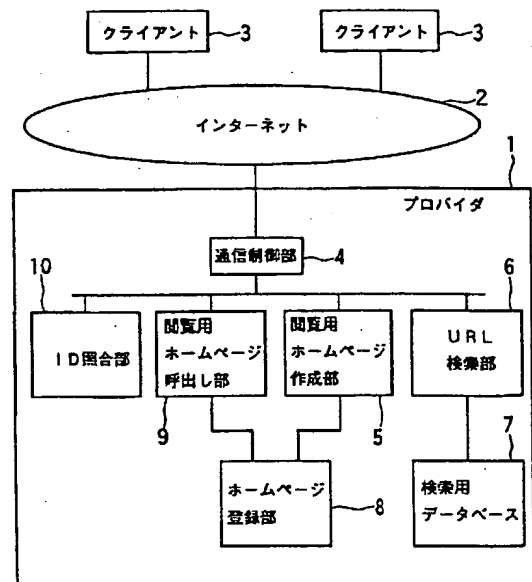 クライアント
3
クライアント
3
2
インターネット
1
プロバイダ
通信制御部
4
10
6
ID照合部
閲覧用
ホームページ
呼出し部
閲覧用
ホームページ
作成部
URL
検索部
9
5
7
ホームページ
登録部
8
検索用
データベース